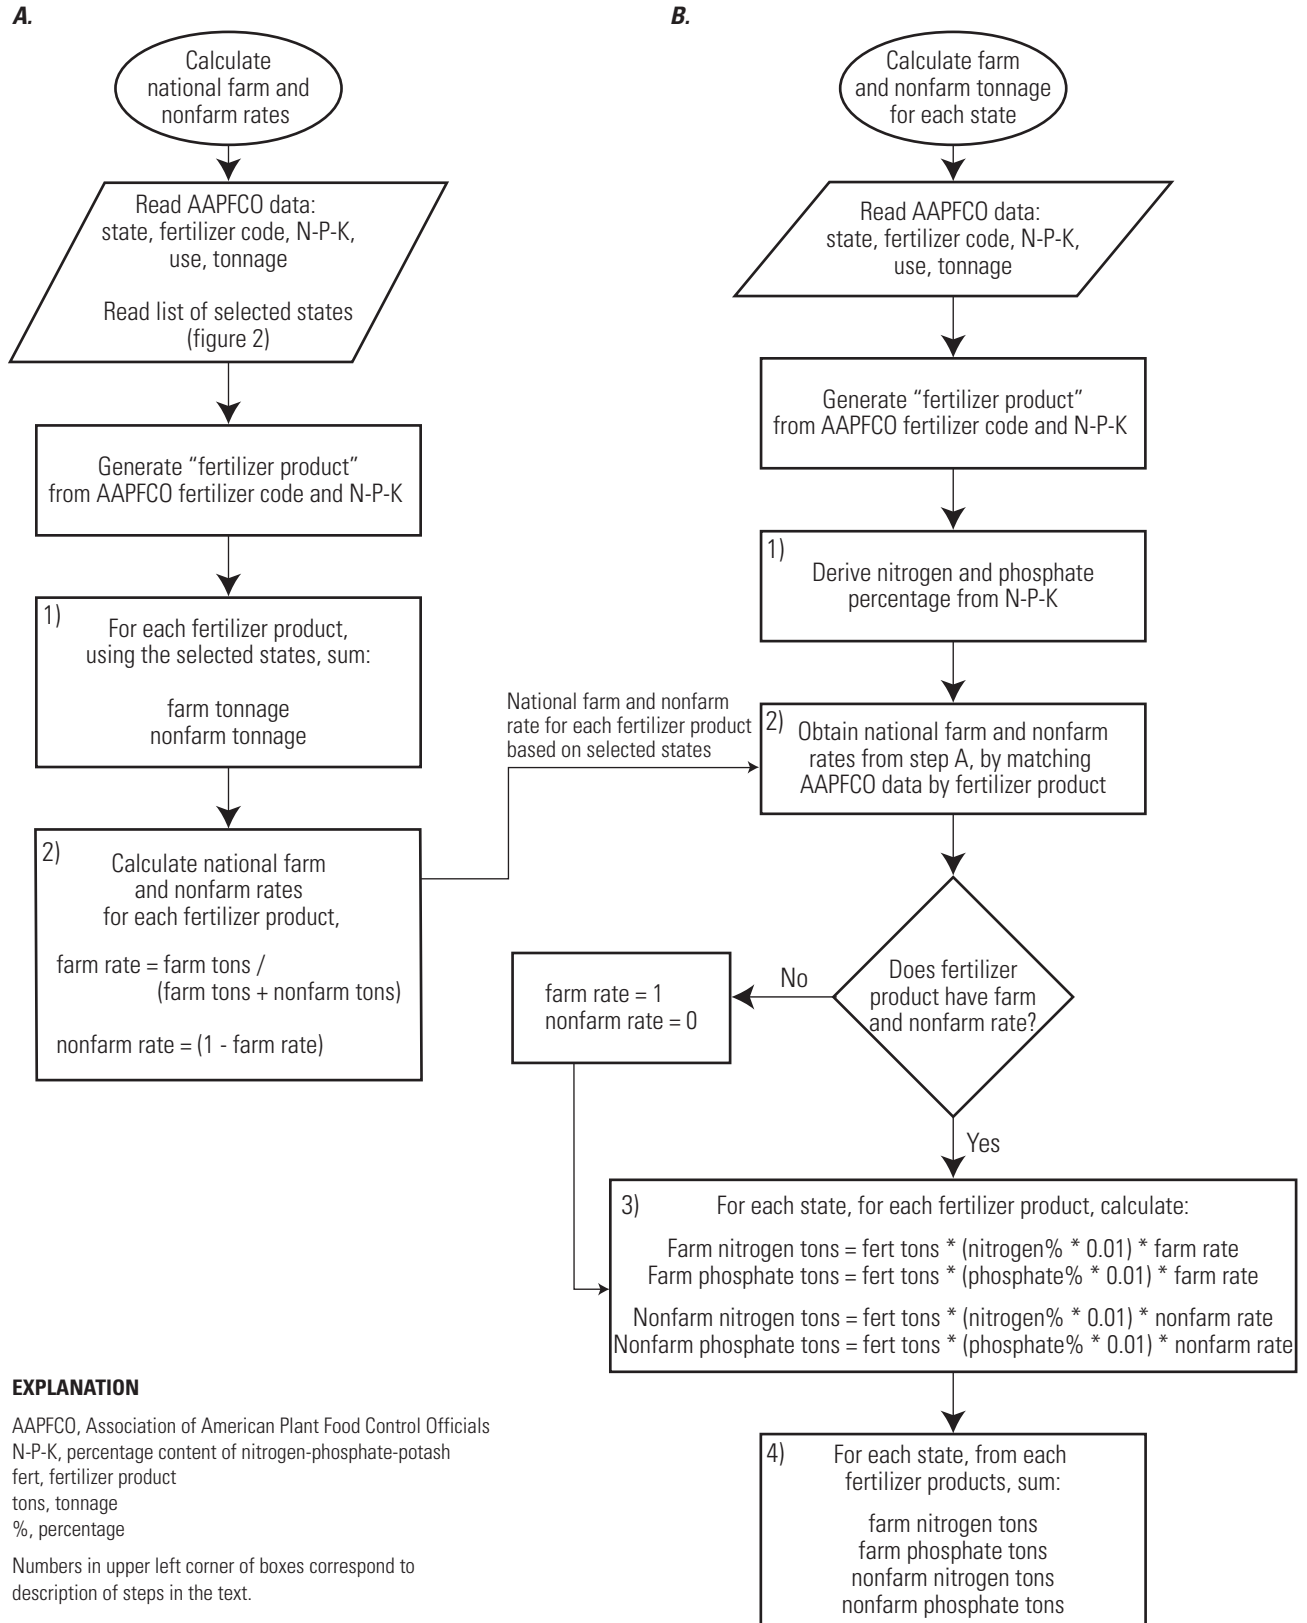 A.
Calculate
national farm and
nonfarm rates
Read AAPFCO data:
state, fertilizer code, N-P-K,
use, tonnage
Read list of selected states
(figure 2)
Generate “fertilizer product”
from AAPFCO fertilizer code and N-P-K
1)
For each fertilizer product,
using the selected states, sum:
farm tonnage
nonfarm tonnage
2)
Calculate national farm
and nonfarm rates
for each fertilizer product,
farm rate = farm tons /
(farm tons + nonfarm tons)
nonfarm rate = (1 - farm rate)
National farm and nonfarm
rate for each fertilizer product
based on selected states
B.
Calculate farm
and nonfarm tonnage
for each state
Read AAPFCO data:
state, fertilizer code, N-P-K,
use, tonnage
Generate “fertilizer product”
from AAPFCO fertilizer code and N-P-K
1)
Derive nitrogen and phosphate
percentage from N-P-K
2)
Obtain national farm and nonfarm
rates from step A, by matching
AAPFCO data by fertilizer product
Does fertilizer
product have farm
and nonfarm rate?
No
farm rate = 1
nonfarm rate = 0
Yes
3)
For each state, for each fertilizer product, calculate:
Farm nitrogen tons = fert tons * (nitrogen% * 0.01) * farm rate
Farm phosphate tons = fert tons * (phosphate% * 0.01) * farm rate
Nonfarm nitrogen tons = fert tons * (nitrogen% * 0.01) * nonfarm rate
Nonfarm phosphate tons = fert tons * (phosphate% * 0.01) * nonfarm rate
4)
For each state, from each
fertilizer products, sum:
farm nitrogen tons
farm phosphate tons
nonfarm nitrogen tons
nonfarm phosphate tons
EXPLANATION
AAPFCO, Association of American Plant Food Control Officials
N-P-K, percentage content of nitrogen-phosphate-potash
fert, fertilizer product
tons, tonnage
%, percentage
Numbers in upper left corner of boxes correspond to
description of steps in the text.